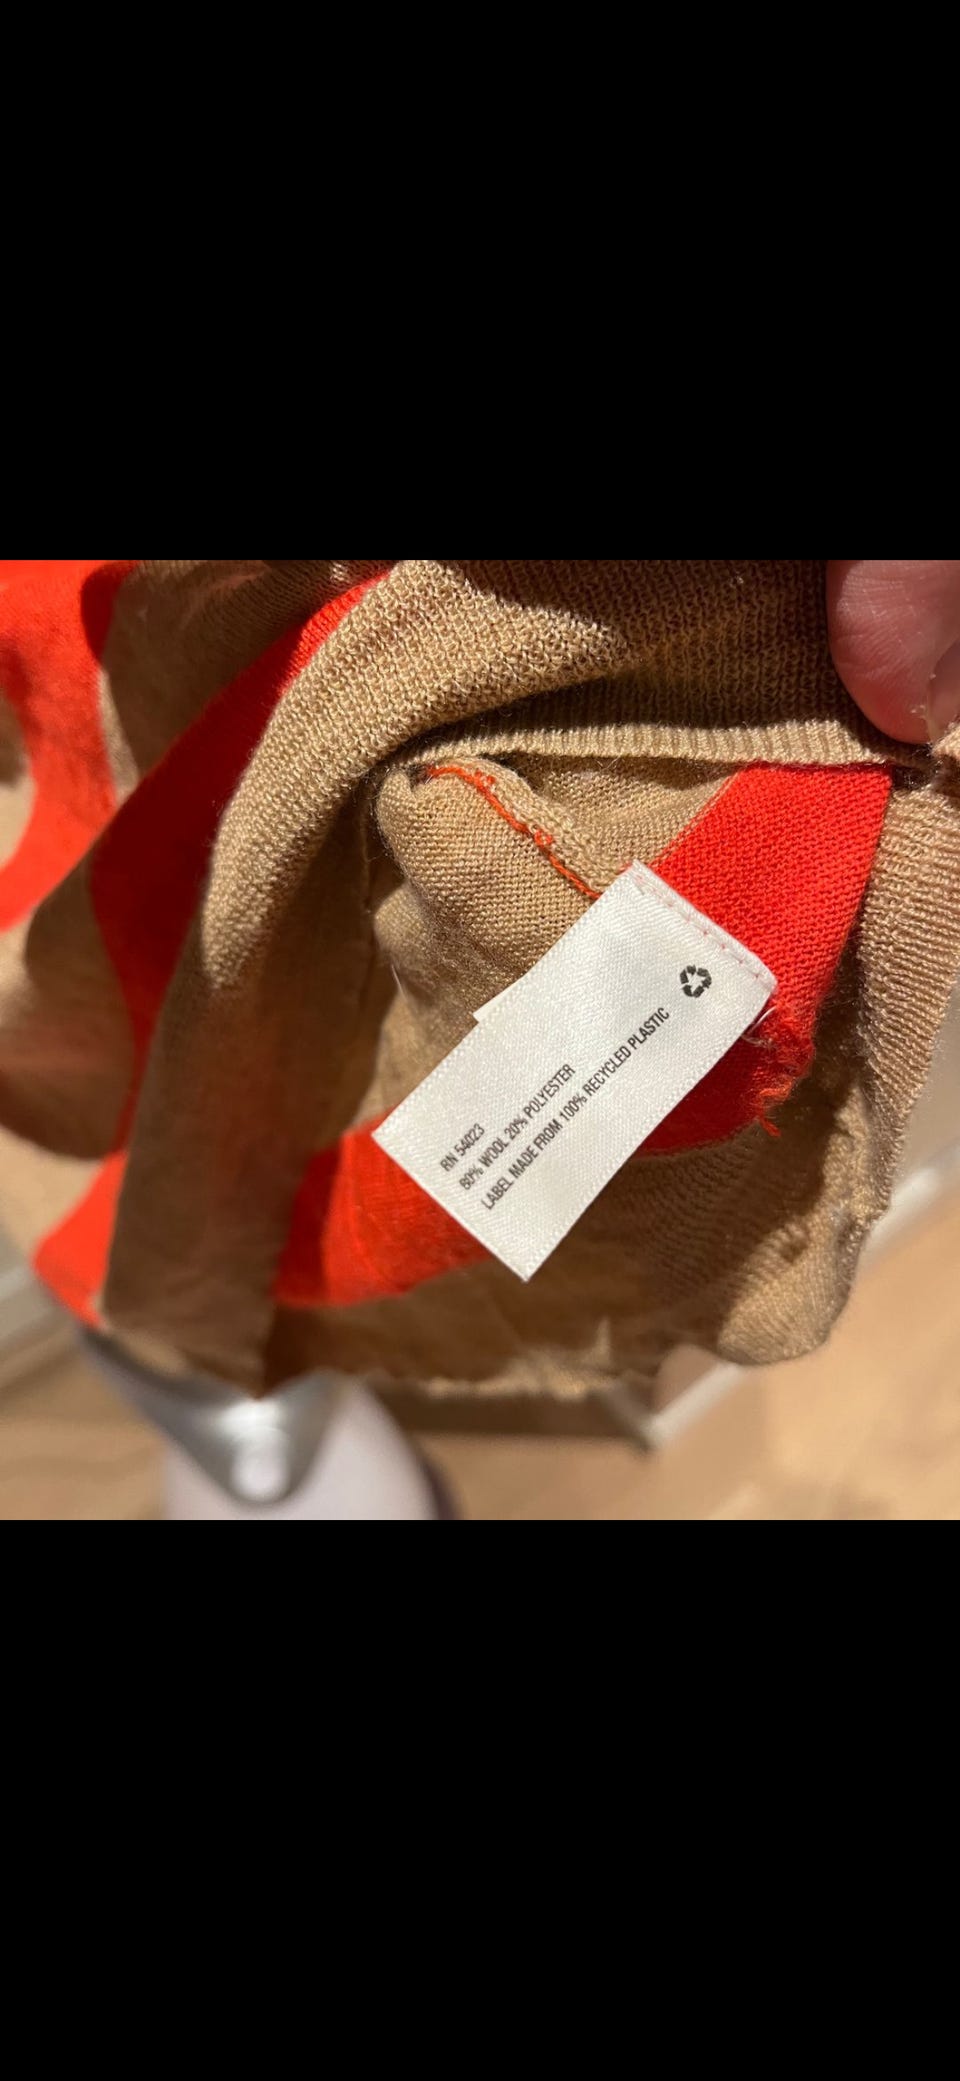 RN 54023
80% WOOL 20% POLYESTER
LABEL MADE FROM 100% RECYCLED PLASTIC